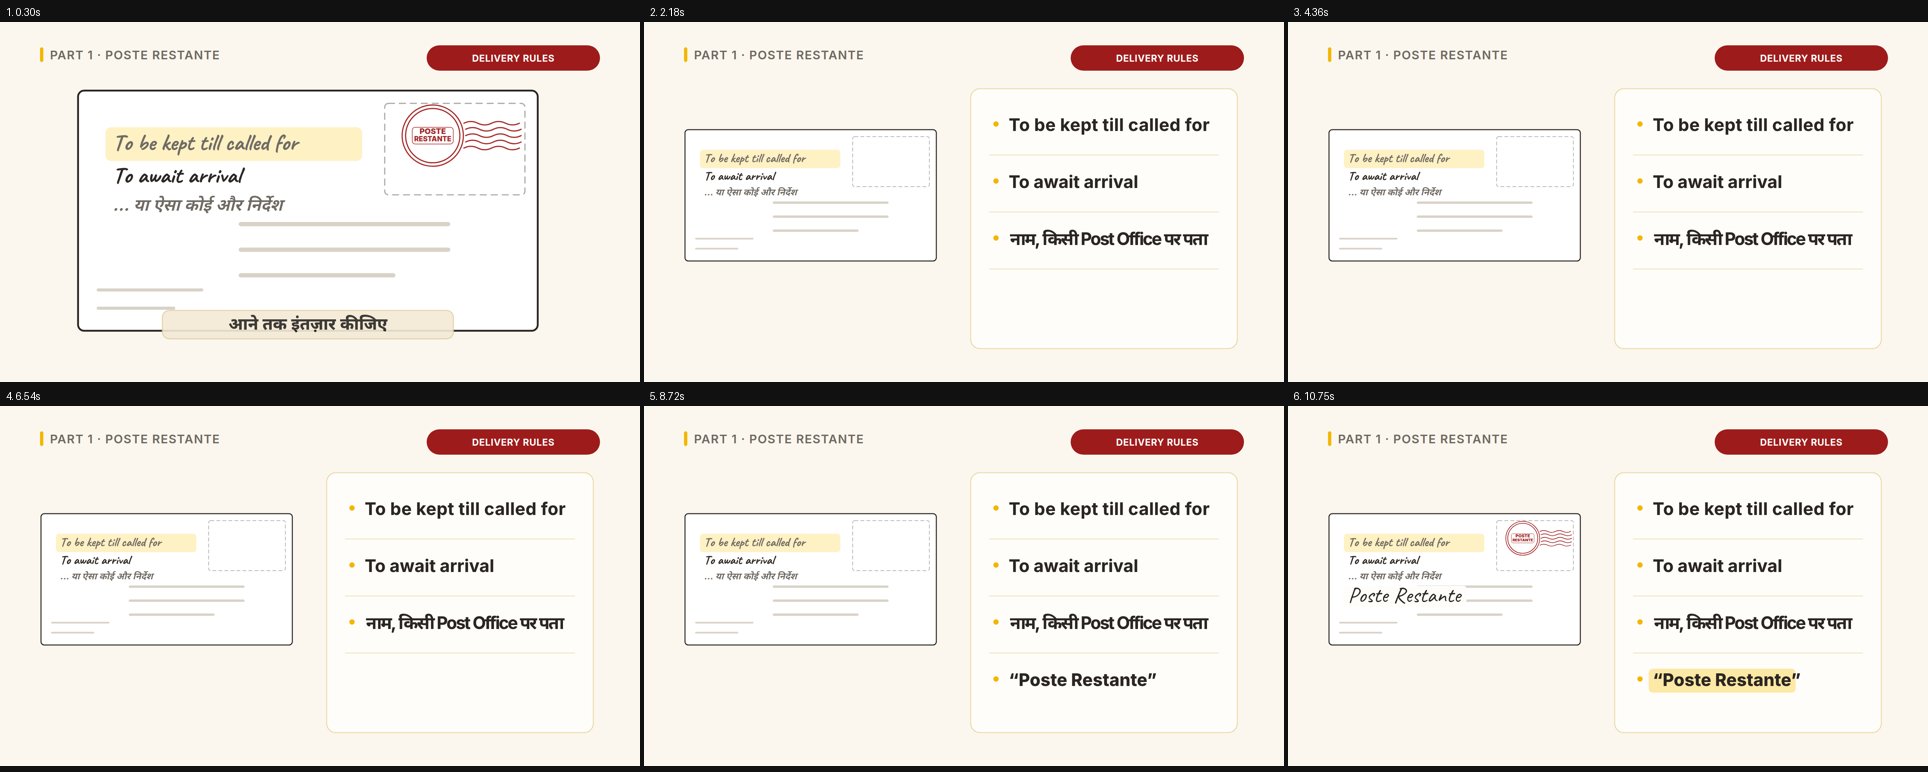 1. 0.30s
PART 1 · POSTE RESTANTE
DELIVERY RULES
To be kept till called for
To await arrival
... या ऐसा कोई और निर्देश
POSTE
RESTANTE
आने तक इंतज़ार कीजिए
2. 2.18s
PART 1 · POSTE RESTANTE
DELIVERY RULES
To be kept till called for
To await arrival
... या ऐसा कोई और निर्देश
• To be kept till called for
• To await arrival
• नाम, किसी Post Office पर पता
3. 4.36s
PART 1 · POSTE RESTANTE
DELIVERY RULES
To be kept till called for
To await arrival
... या ऐसा कोई और निर्देश
• To be kept till called for
• To await arrival
• नाम, किसी Post Office पर पता
4. 6.54s
PART 1 · POSTE RESTANTE
DELIVERY RULES
To be kept till called for
To await arrival
... या ऐसा कोई और निर्देश
• To be kept till called for
• To await arrival
• नाम, किसी Post Office पर पता
5. 8.72s
PART 1 · POSTE RESTANTE
DELIVERY RULES
To be kept till called for
To await arrival
... या ऐसा कोई और निर्देश
• To be kept till called for
• To await arrival
• नाम, किसी Post Office पर पता
• “Poste Restante”
6. 10.75s
PART 1 · POSTE RESTANTE
DELIVERY RULES
To be kept till called for
To await arrival
... या ऐसा कोई और निर्देश
Poste Restante
POSTE
RESTANTE
• To be kept till called for
• To await arrival
• नाम, किसी Post Office पर पता
• “Poste Restante”